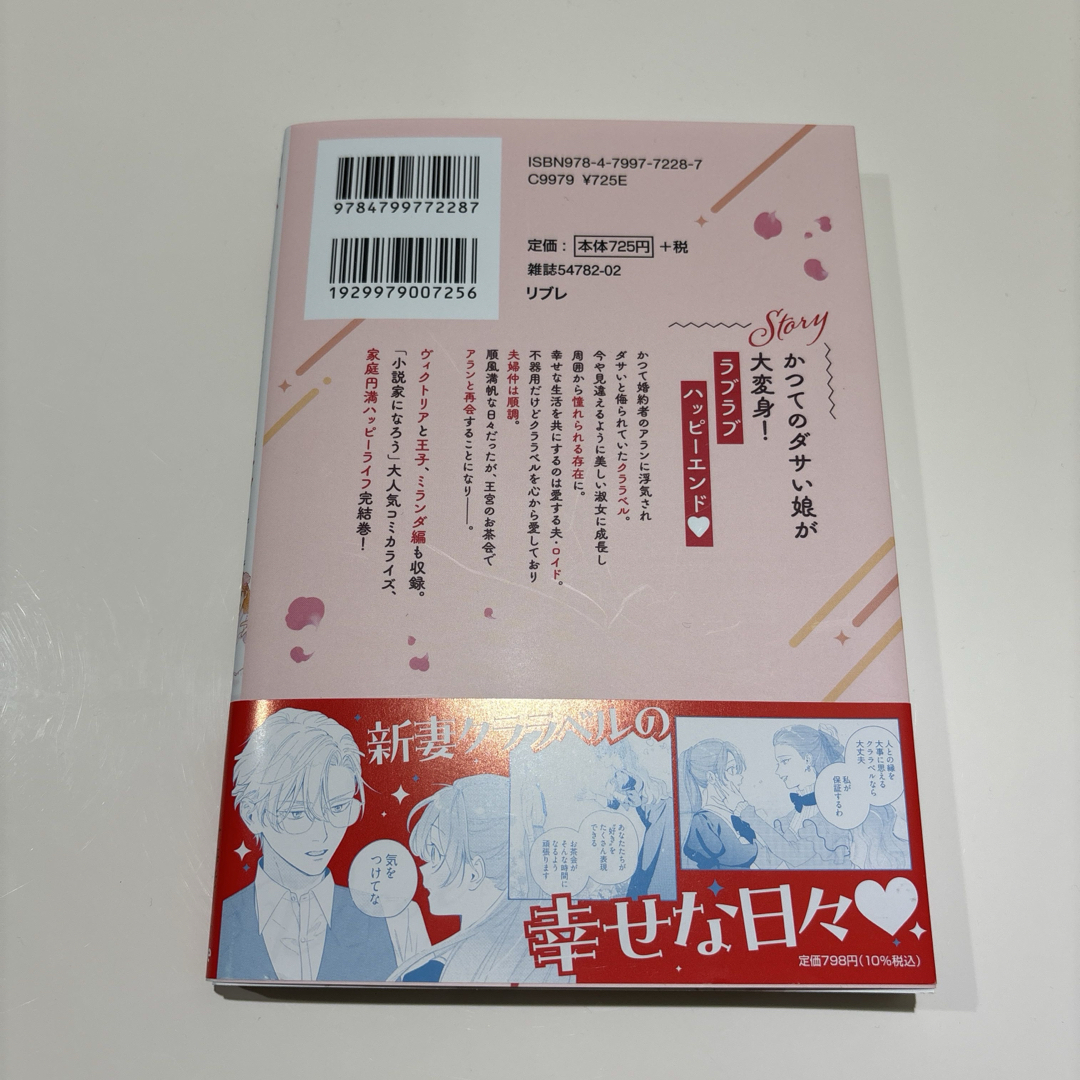 9784799772287
1929979007256
ISBN978-4-7997-7228-7
C9979 ¥725E
定価： 本体725円 +税
雑誌54782-02
リブレ
Story
かつてのダサい娘が
大変身！
ラブラブ
ハッピーエンド♥
かつて婚約者のアランに浮気され
ダサいと侮られていたクララベル。
今や見違えるように美しい淑女に成長し
周囲から憧れられる存在に。
幸せな生活を共にするのは愛する夫・ロイド。
不器用だけどクララベルを心から愛しており
夫婦仲は順調。
順風満帆な日々だったが、王宮のお茶会で
アランと再会することになり——。
ヴィクトリアと王子、ミランダ編も収録。
「小説家になろう」大人気コミカライズ、
家庭円満ハッピーライフ完結巻！
新妻クララベルの
人との縁を
大事に思える
クララベルなら
大丈夫
私が
保証するわ
あなたたちが
"好き"を
たくさん表現
できる
お茶会が
そんな時間に
なるよう
頑張ります
気を
つけてな
幸せな日々♥
定価798円(10%税込)